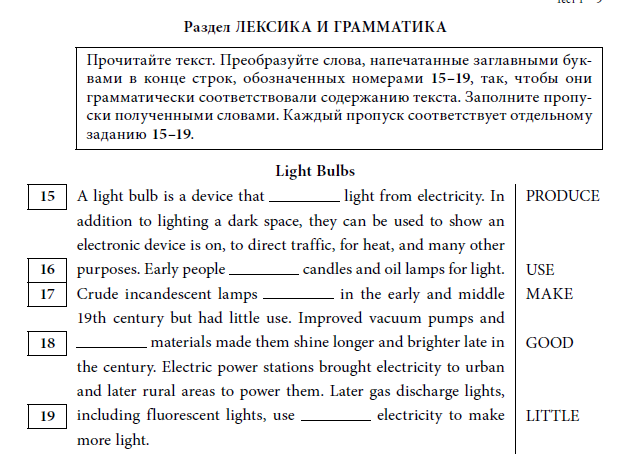 Раздел ЛЕКСИКА И ГРАММАТИКА
Прочитайте текст. Преобразуйте слова, напечатанные заглавными бук-
вами в конце строк, обозначенных номерами 15–19, так, чтобы они
грамматически соответствовали содержанию текста. Заполните пропу-
ски полученными словами. Каждый пропуск соответствует отдельному
заданию 15–19.
Light Bulbs
15 A light bulb is a device that ________ light from electricity. In PRODUCE
addition to lighting a dark space, they can be used to show an
electronic device is on, to direct traffic, for heat, and many other
16 purposes. Early people ________ candles and oil lamps for light. USE
17 Crude incandescent lamps ________ in the early and middle MAKE
19th century but had little use. Improved vacuum pumps and
18 ________ materials made them shine longer and brighter late in GOOD
the century. Electric power stations brought electricity to urban
and later rural areas to power them. Later gas discharge lights,
19 including fluorescent lights, use ________ electricity to make LITTLE
more light.